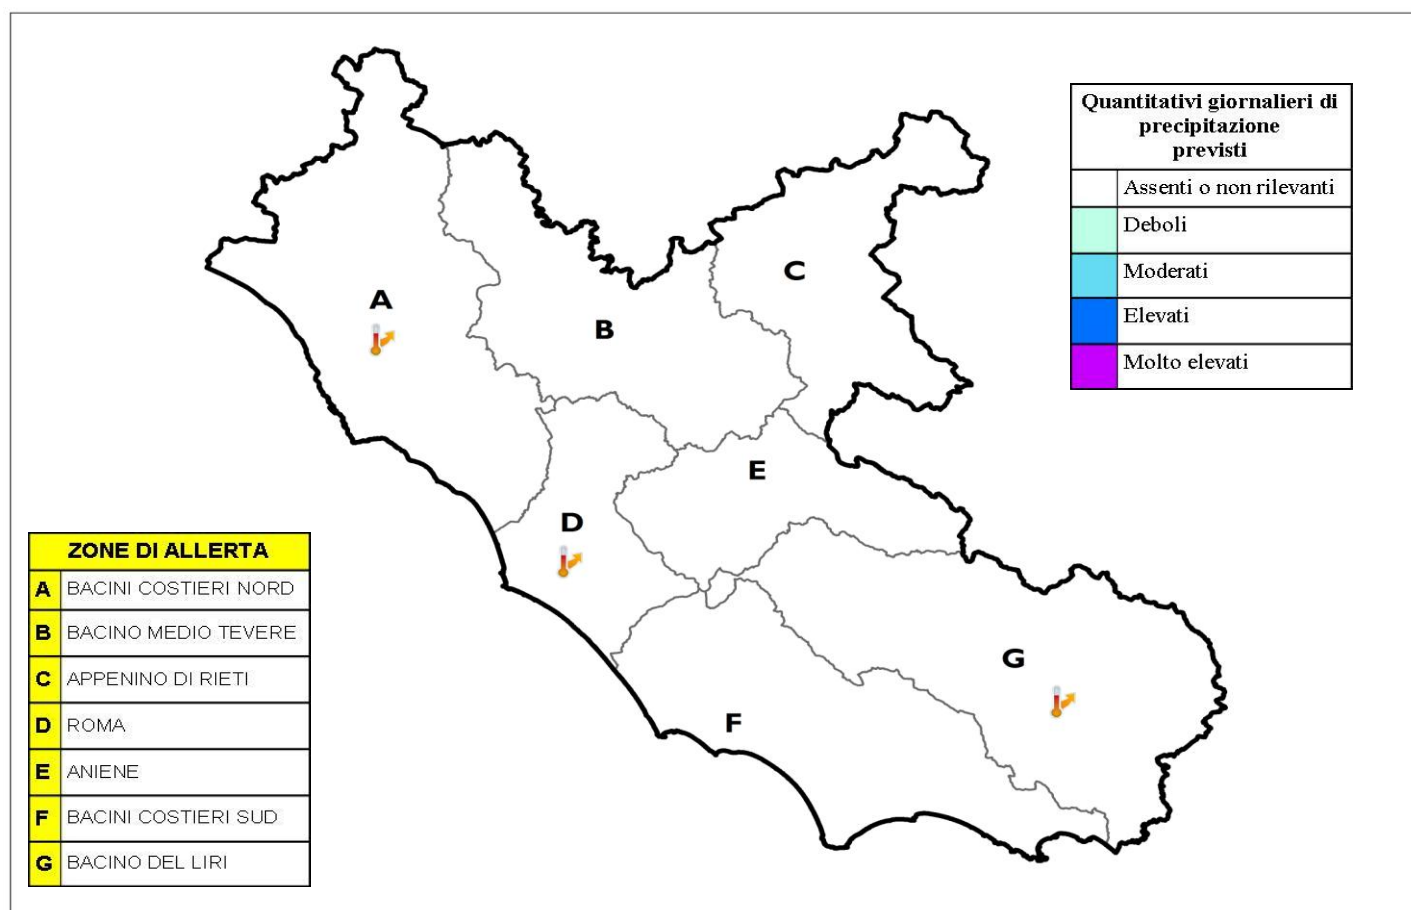 Quantitativi giornalieri di
precipitazione
previsti
Assenti o non rilevanti
Deboli
Moderati
Elevati
Molto elevati
A
B
C
D
E
F
G
ZONE DI ALLERTA
A BACINI COSTIERI NORD
B BACINO MEDIO TEVERE
C APPENINO DI RIETI
D ROMA
E ANIENE
F BACINI COSTIERI SUD
G BACINO DEL LIRI